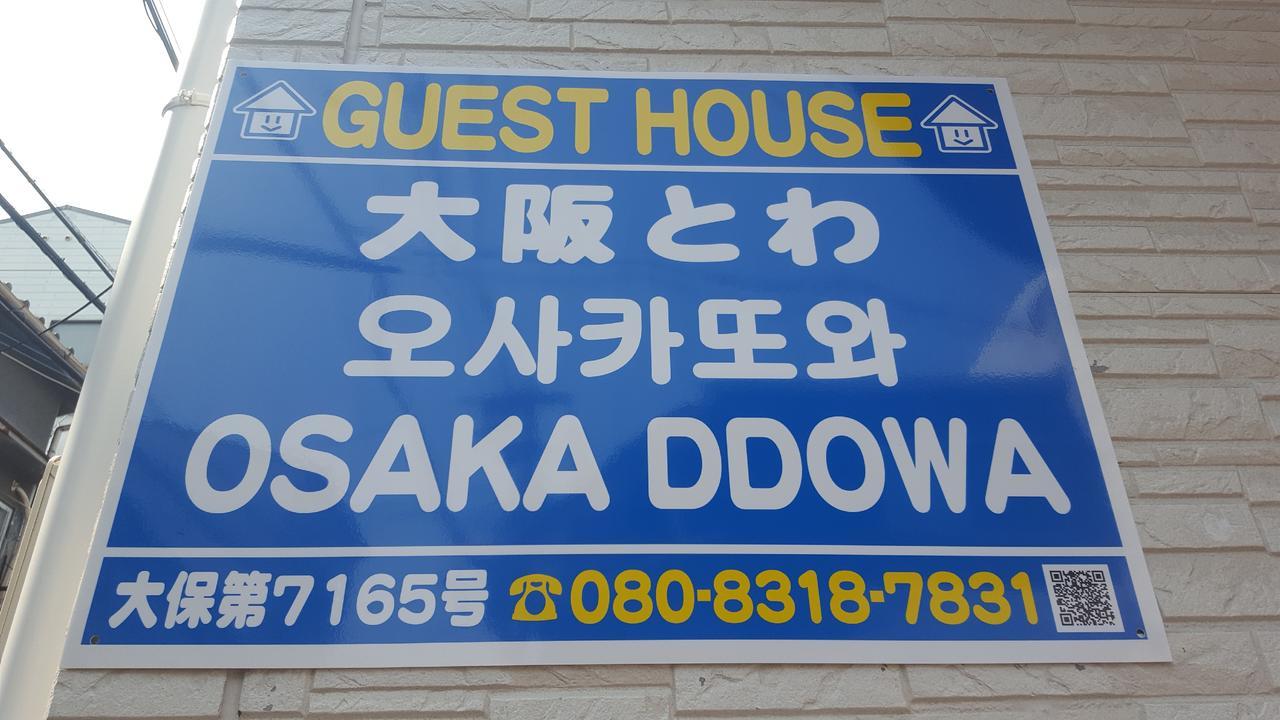 GUEST HOUSE
大阪とわ
오사카또와
OSAKA DDOWA
大保第7165号 ☎080-8318-7831